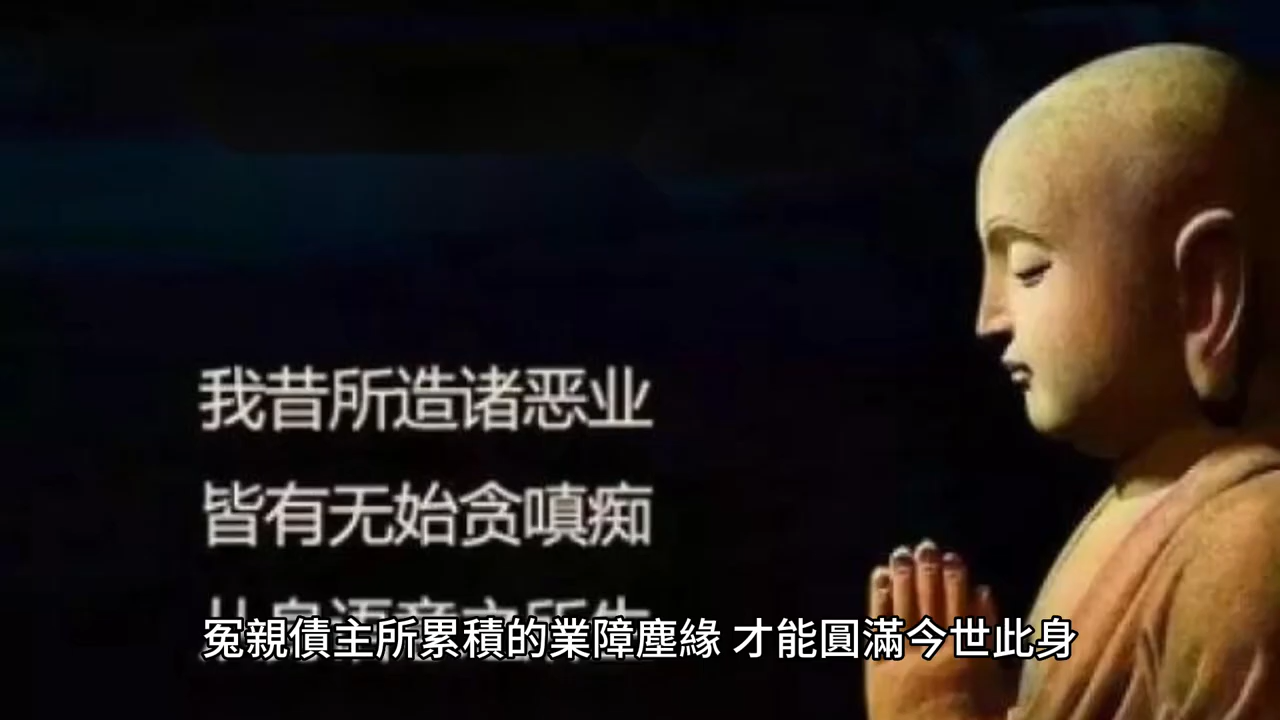 我昔所造诸恶业
皆有无始贪嗔痴
冤親債主所累積的業障塵緣 才能圓滿今世此身